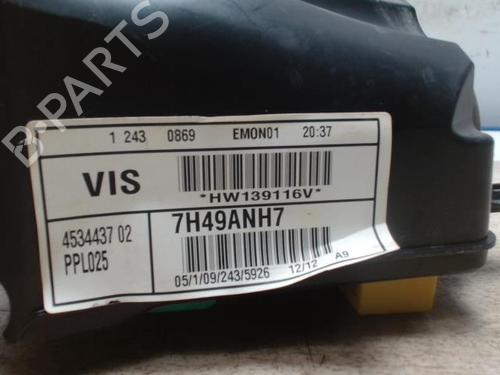 B-PARTS
1 243 0869 EMON01 20:37
VIS
*HW139116V*
4534437 02
7H49ANH7
PPL025
05/1/09/243/5926 12/12 A9